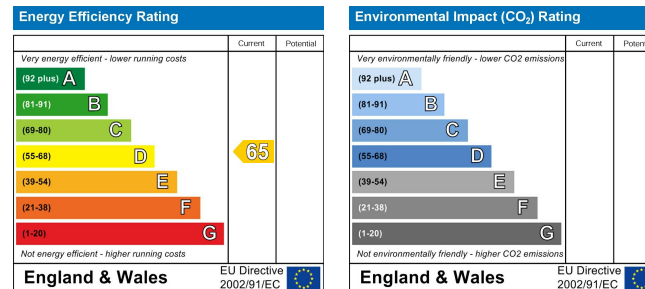 Energy Efficiency Rating
Current Potential
Very energy efficient - lower running costs
(92 plus) A
(81-91) B
(69-80) C
(55-68) D
65
(39-54) E
(21-38) F
(1-20) G
Not energy efficient - higher running costs
England & Wales
EU Directive
2002/91/EC
Environmental Impact (CO2) Rating
Current Poten
Very environmentally friendly - lower CO2 emissions
(92 plus) A
(81-91) B
(69-80) C
(55-68) D
(39-54) E
(21-38) F
(1-20) G
Not environmentally friendly - higher CO2 emissions
England & Wales
EU Directive
2002/91/EC